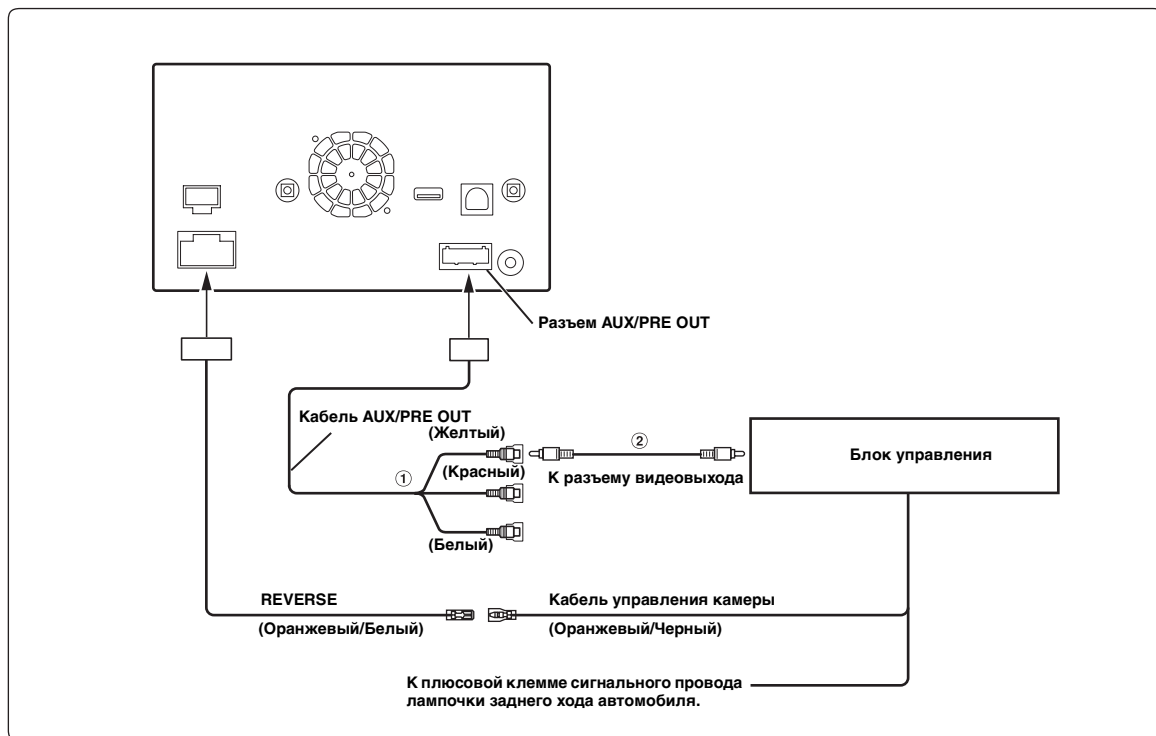 Разъем AUX/PRE OUT
Кабель AUX/PRE OUT
(Желтый)
②
Блок управления
(Красный)
К разъему видеовыхода
①
(Белый)
REVERSE
Кабель управления камеры
(Оранжевый/Белый)
(Оранжевый/Черный)
К плюсовой клемме сигнального провода
лампочки заднего хода автомобиля.